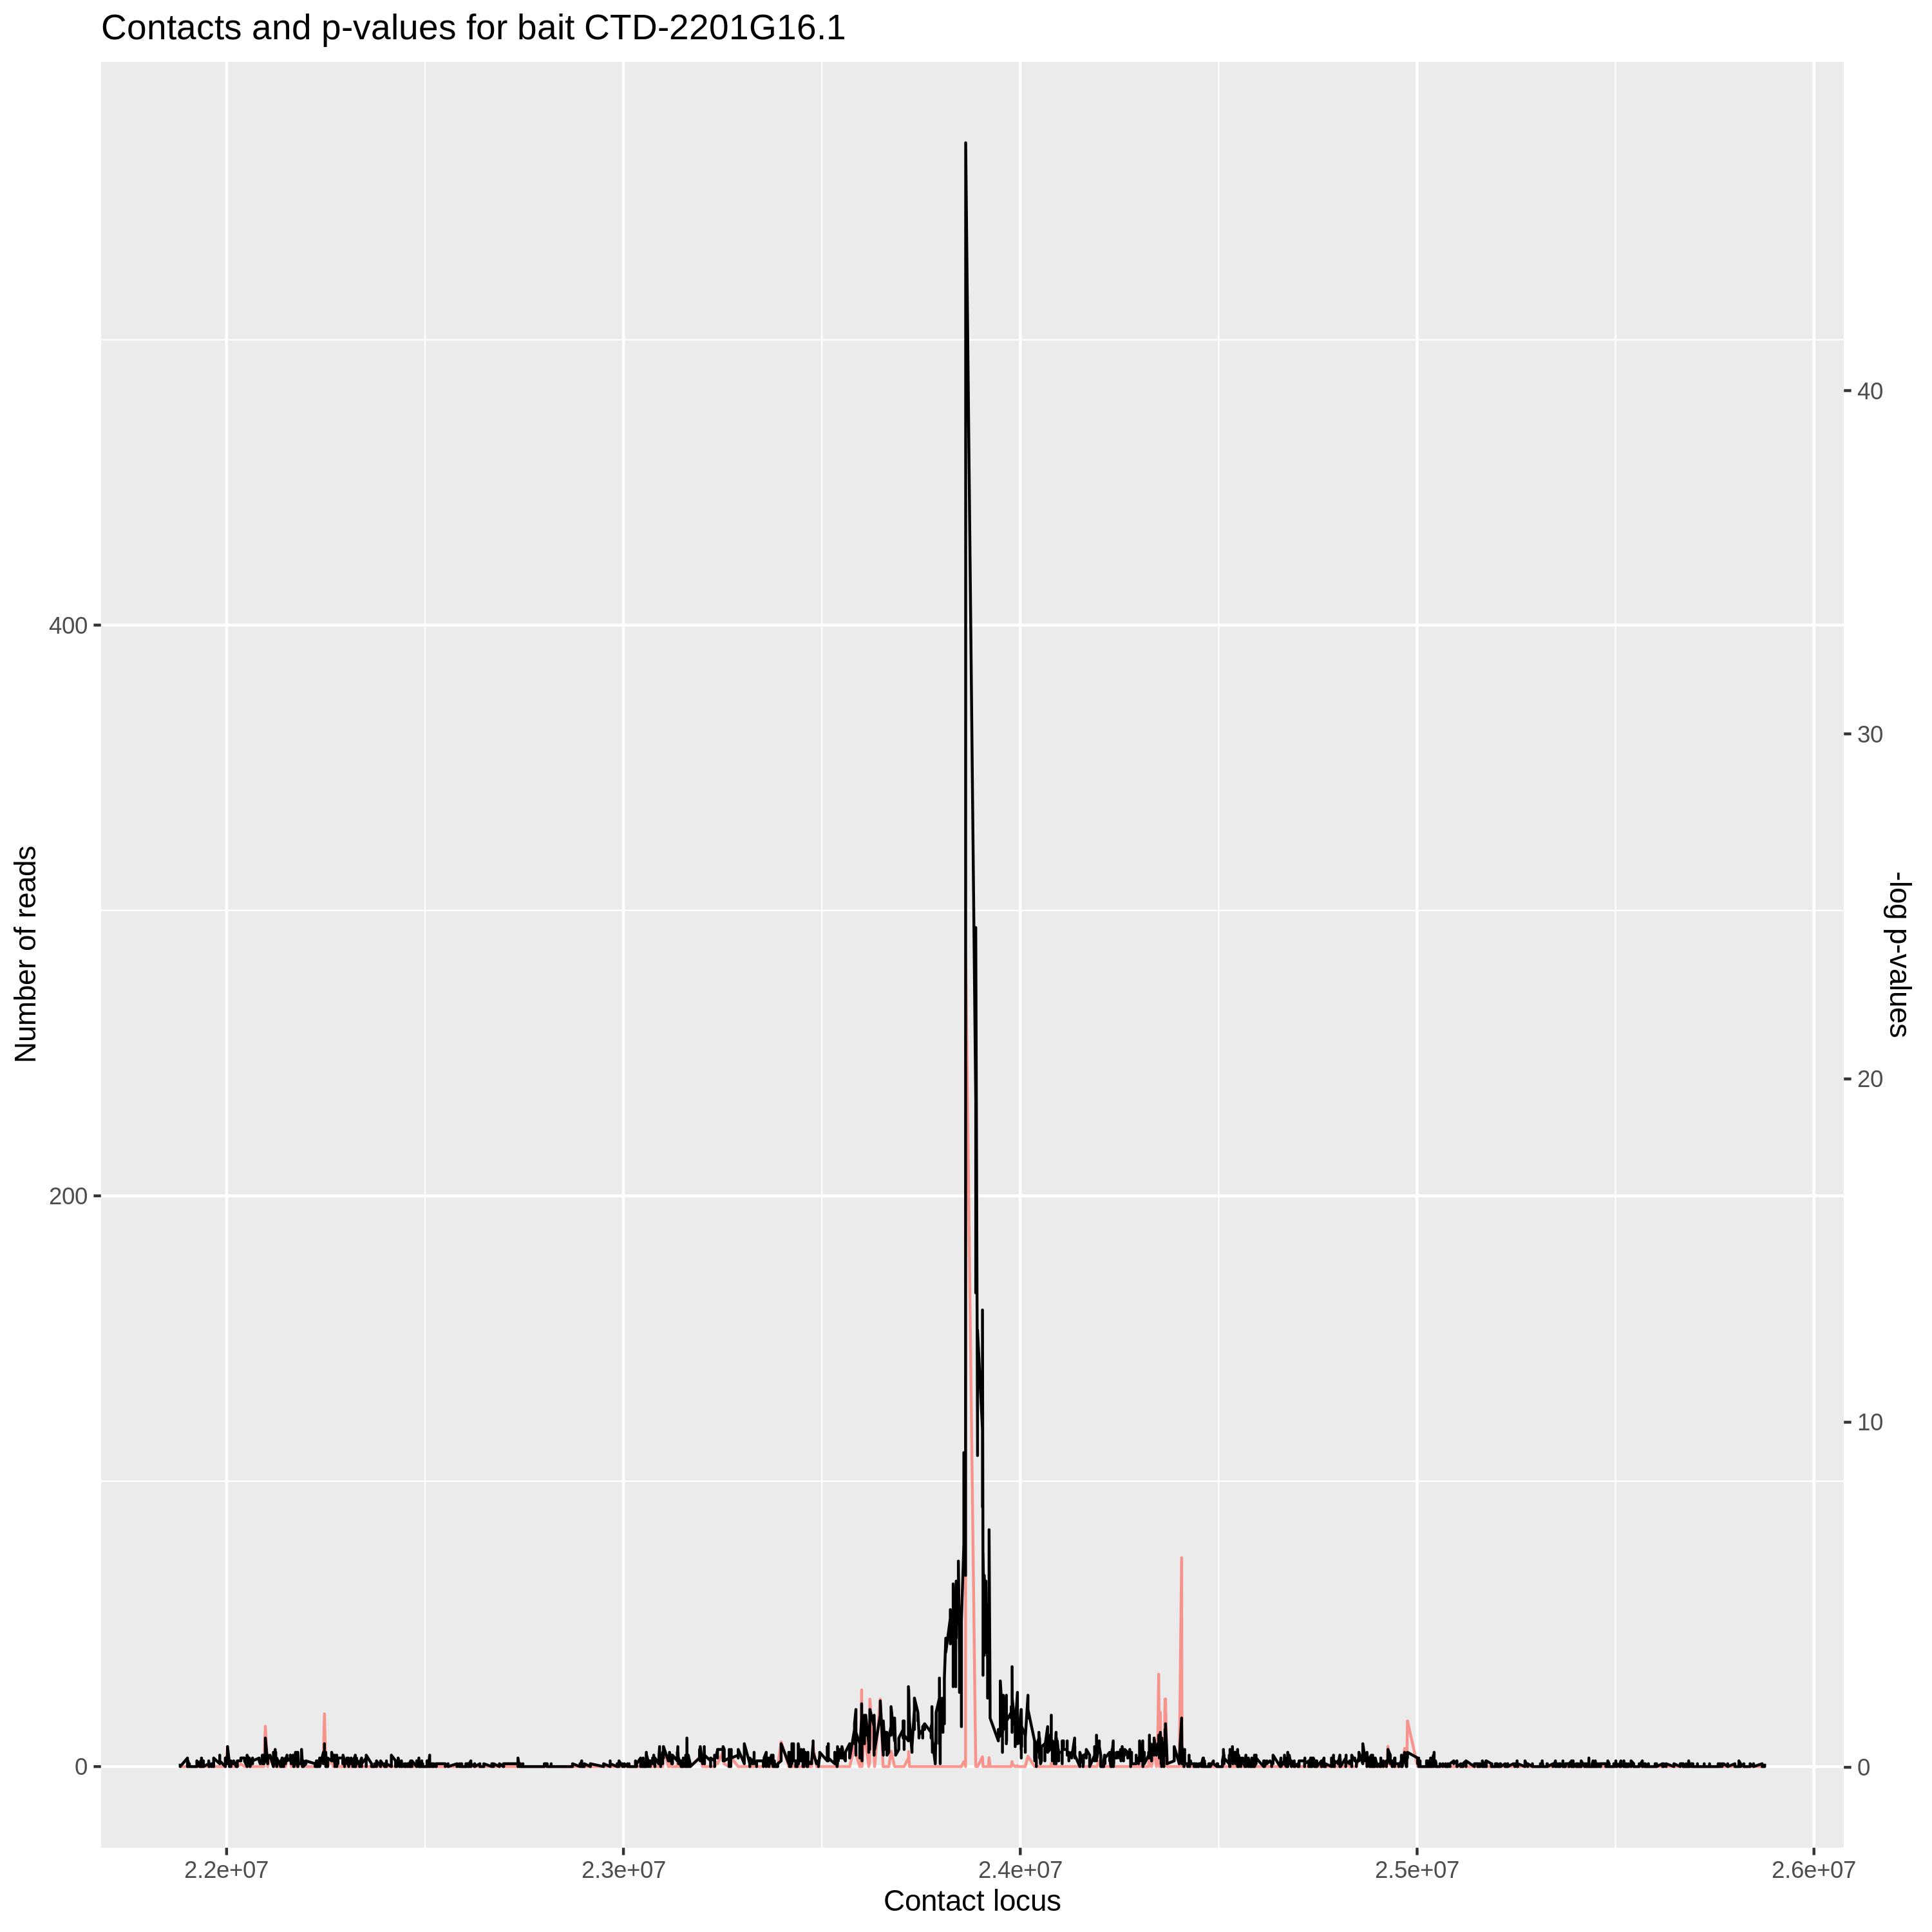 Contacts and p-values for bait CTD-2201G16.1
Number of reads
400
200
0
40
30
20
10
0
-log p-values
2.2e+07 2.3e+07 2.4e+07 2.5e+07 2.6e+07
Contact locus